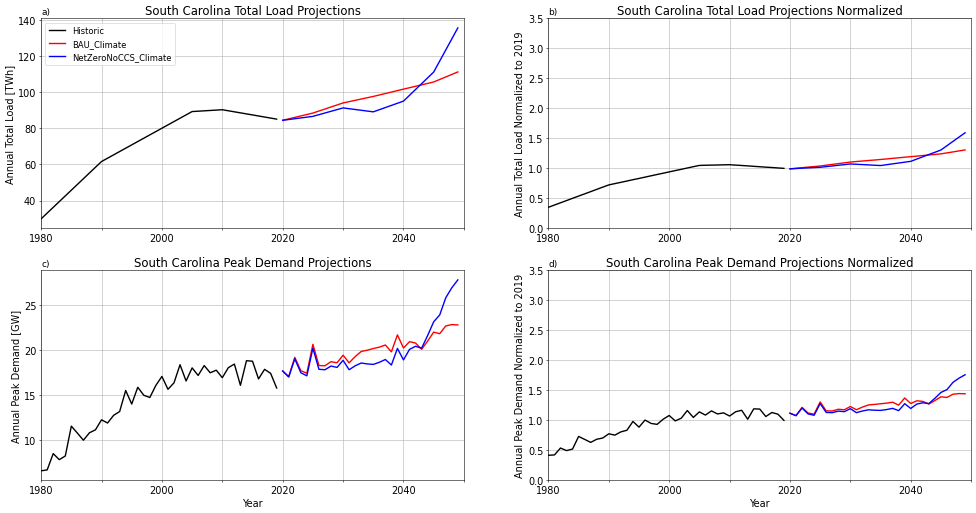 a) South Carolina Total Load Projections
Annual Total Load [TWh]
140
120
100
80
60
40
1980 2000 2020 2040
Historic
BAU_Climate
NetZeroNoCCS_Climate
b) South Carolina Total Load Projections Normalized
Annual Total Load Normalized to 2019
3.5
3.0
2.5
2.0
1.5
1.0
0.5
0.0
1980 2000 2020 2040
c) South Carolina Peak Demand Projections
Annual Peak Demand [GW]
25
20
15
10
1980 2000 2020 2040
Year
d) South Carolina Peak Demand Projections Normalized
Annual Peak Demand Normalized to 2019
3.5
3.0
2.5
2.0
1.5
1.0
0.5
0.0
1980 2000 2020 2040
Year